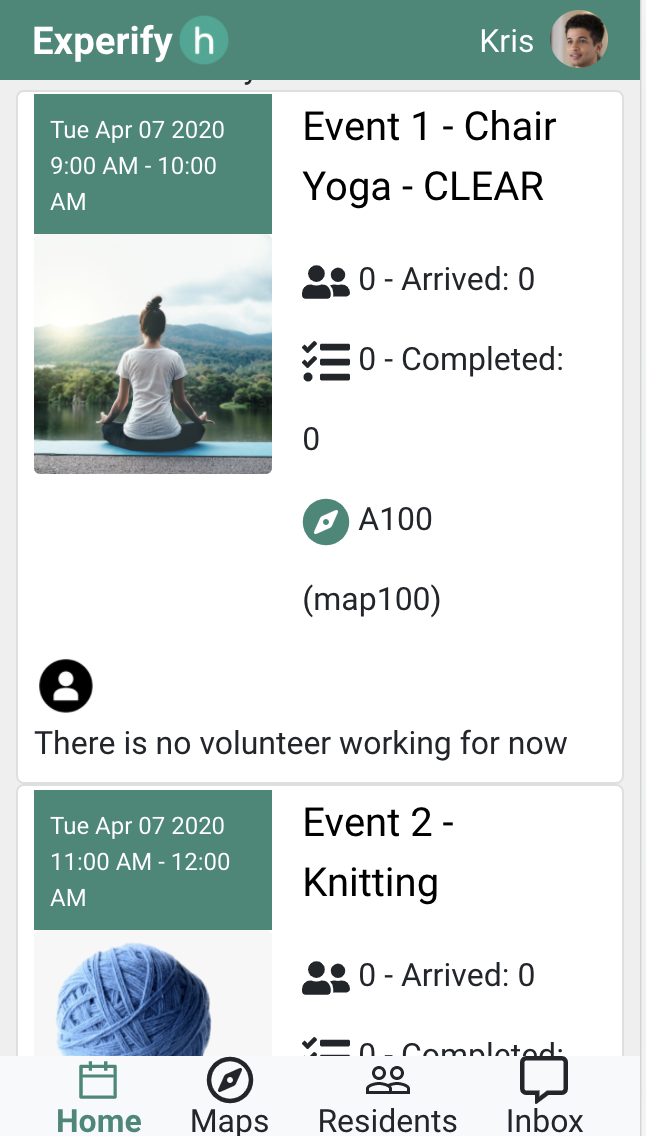 Experify h
Kris
Tue Apr 07 2020
9:00 AM - 10:00
AM
Event 1 - Chair
Yoga - CLEAR
0 - Arrived: 0
0 - Completed:
0
A100
(map100)
There is no volunteer working for now
Tue Apr 07 2020
11:00 AM - 12:00
AM
Event 2 -
Knitting
0 - Arrived: 0
0 - Completed:
Home
Maps
Residents
Inbox